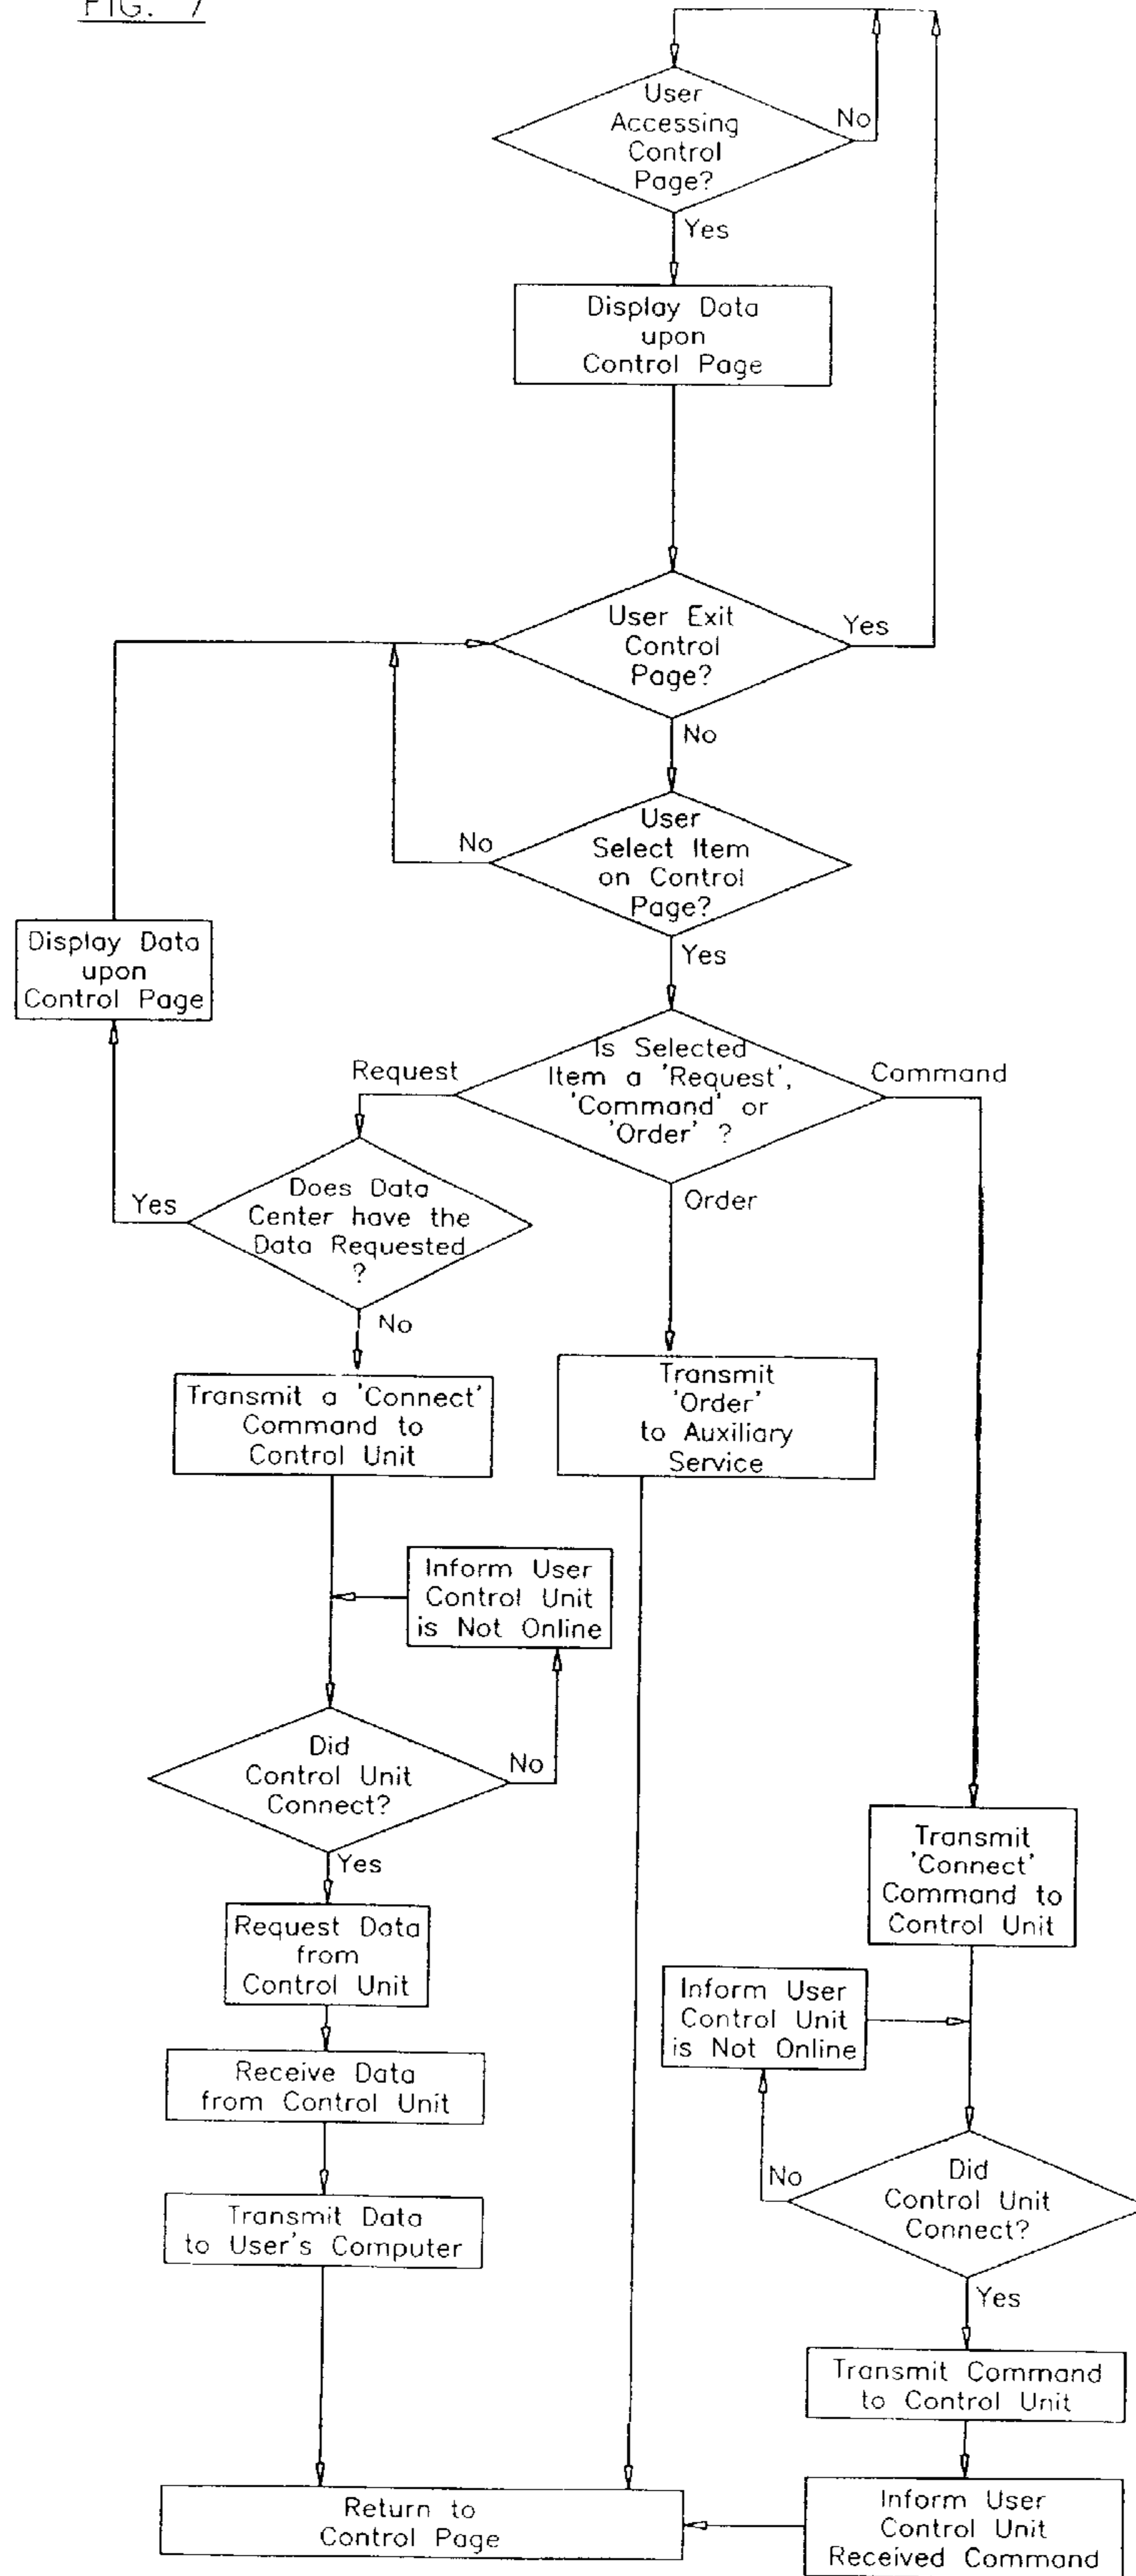 FIG. 7
User
Accessing
Control
Page?
No
Yes
Display Data
upon
Control Page
User Exit
Control
Page?
Yes
No
User
Select Item
on Control
Page?
No
Yes
Display Data
upon
Control Page
Is Selected
Item a 'Request',
'Command' or
'Order' ?
Request
Command
Order
Does Data
Center have the
Data Requested
?
Yes
No
Transmit a 'Connect'
Command to
Control Unit
Transmit
'Order'
to Auxiliary
Service
Inform User
Control Unit
is Not Online
Did
Control Unit
Connect?
No
Yes
Transmit
'Connect'
Command to
Control Unit
Request Data
from
Control Unit
Inform User
Control Unit
is Not Online
Receive Data
from Control Unit
Did
Control Unit
Connect?
No
Yes
Transmit Data
to User's Computer
Transmit Command
to Control Unit
Return to
Control Page
Inform User
Control Unit
Received Command